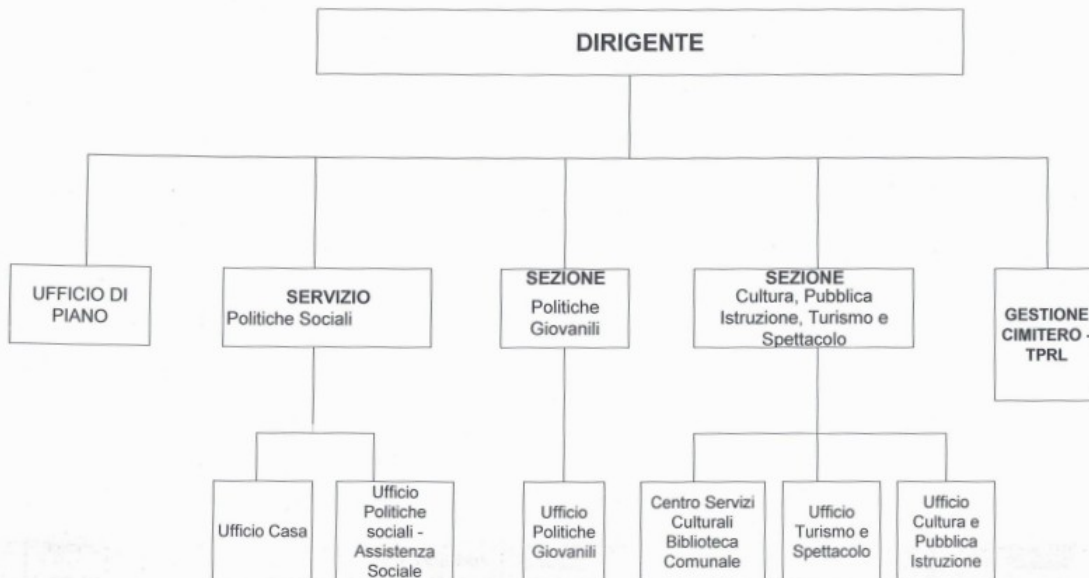 DIRIGENTE
UFFICIO DI
PIANO
SERVIZIO
Politiche Sociali
SEZIONE
Politiche
Giovanili
SEZIONE
Cultura, Pubblica
Istruzione, Turismo e
Spettacolo
GESTIONE
CIMITERO -
TPRL
Ufficio Casa
Ufficio
Politiche
sociali -
Assistenza
Sociale
Ufficio
Politiche
Giovanili
Centro Servizi
Culturali
Biblioteca
Comunale
Ufficio
Turismo e
Spettacolo
Ufficio
Cultura e
Pubblica
Istruzione